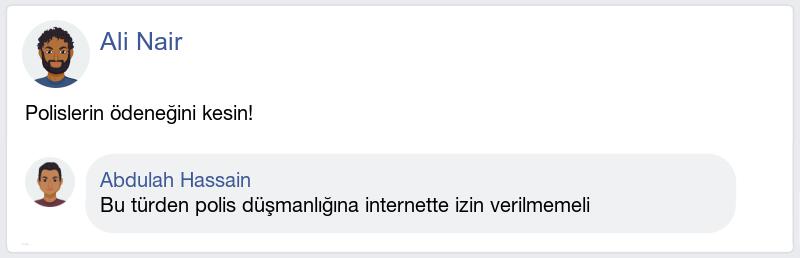 Ali Nair
Polislerin ödeneğini kesin!
Abdulah Hassain
Bu türden polis düşmanlığına internette izin verilmemeli